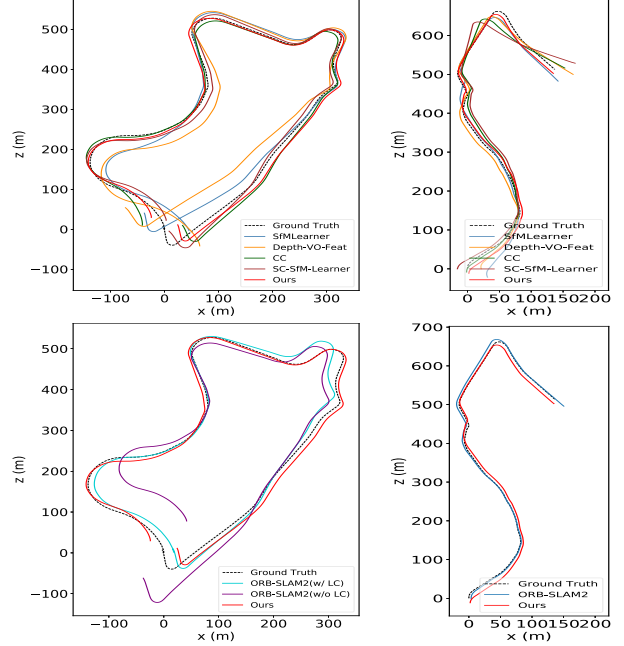 500
400
300
200
100
0
−100
z (m)
−100
0
100
200
300
x (m)
Ground Truth
SfMLearner
Depth-VO-Feat
CC
SC-SfM-Learner
Ours
600
500
400
300
200
100
0
z (m)
−50
0
50
100
150
200
x (m)
Ground Truth
SfMLearner
Depth-VO-Feat
CC
SC-SfM-Learner
Ours
500
400
300
200
100
0
−100
z (m)
−100
0
100
200
300
x (m)
Ground Truth
ORB-SLAM2(w/ LC)
ORB-SLAM2(w/o LC)
Ours
700
600
500
400
300
200
100
0
z (m)
−50
0
50
100
150
200
x (m)
Ground Truth
ORB-SLAM2
Ours